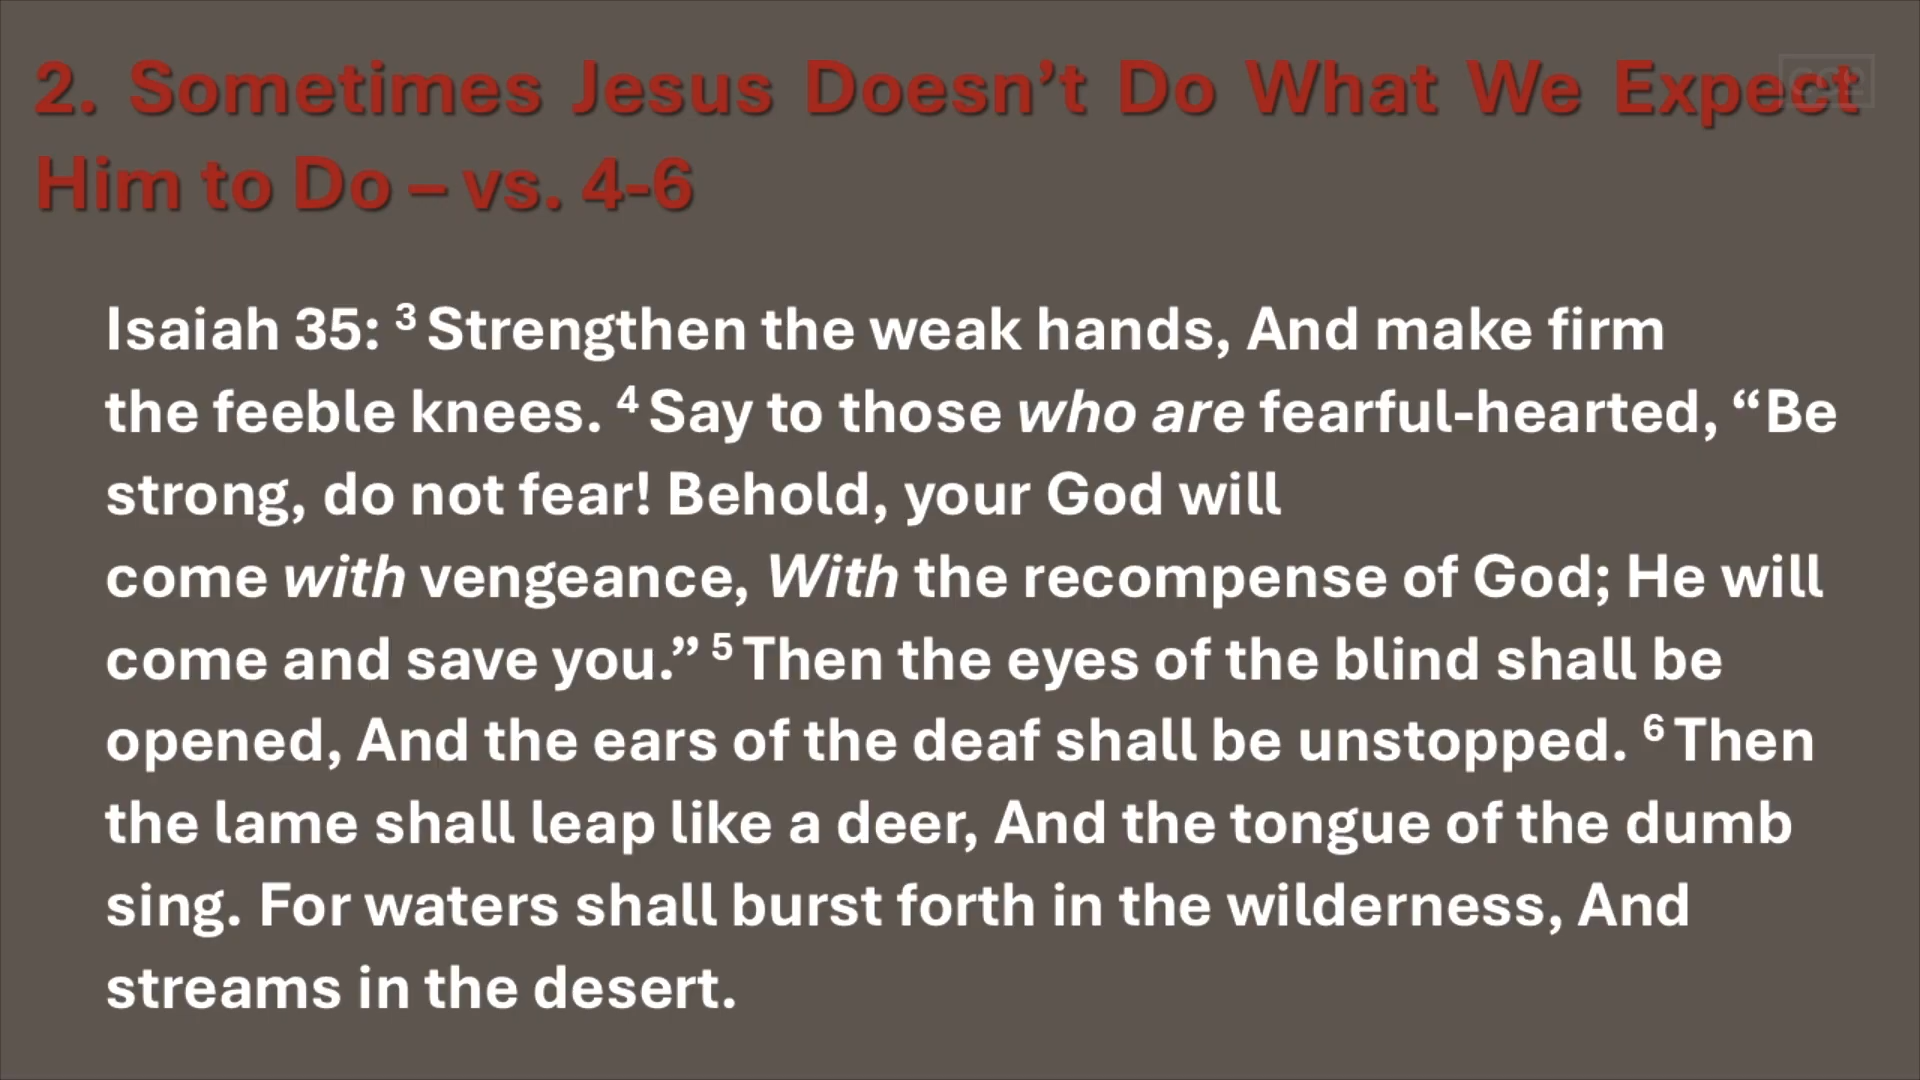 2. Sometimes Jesus Doesn’t Do What We Expect
Him to Do – vs. 4-6
Isaiah 35: ³ Strengthen the weak hands, And make firm
the feeble knees. ⁴ Say to those who are fearful-hearted, “Be
strong, do not fear! Behold, your God will
come with vengeance, With the recompense of God; He will
come and save you.” ⁵ Then the eyes of the blind shall be
opened, And the ears of the deaf shall be unstopped. ⁶ Then
the lame shall leap like a deer, And the tongue of the dumb
sing. For waters shall burst forth in the wilderness, And
streams in the desert.